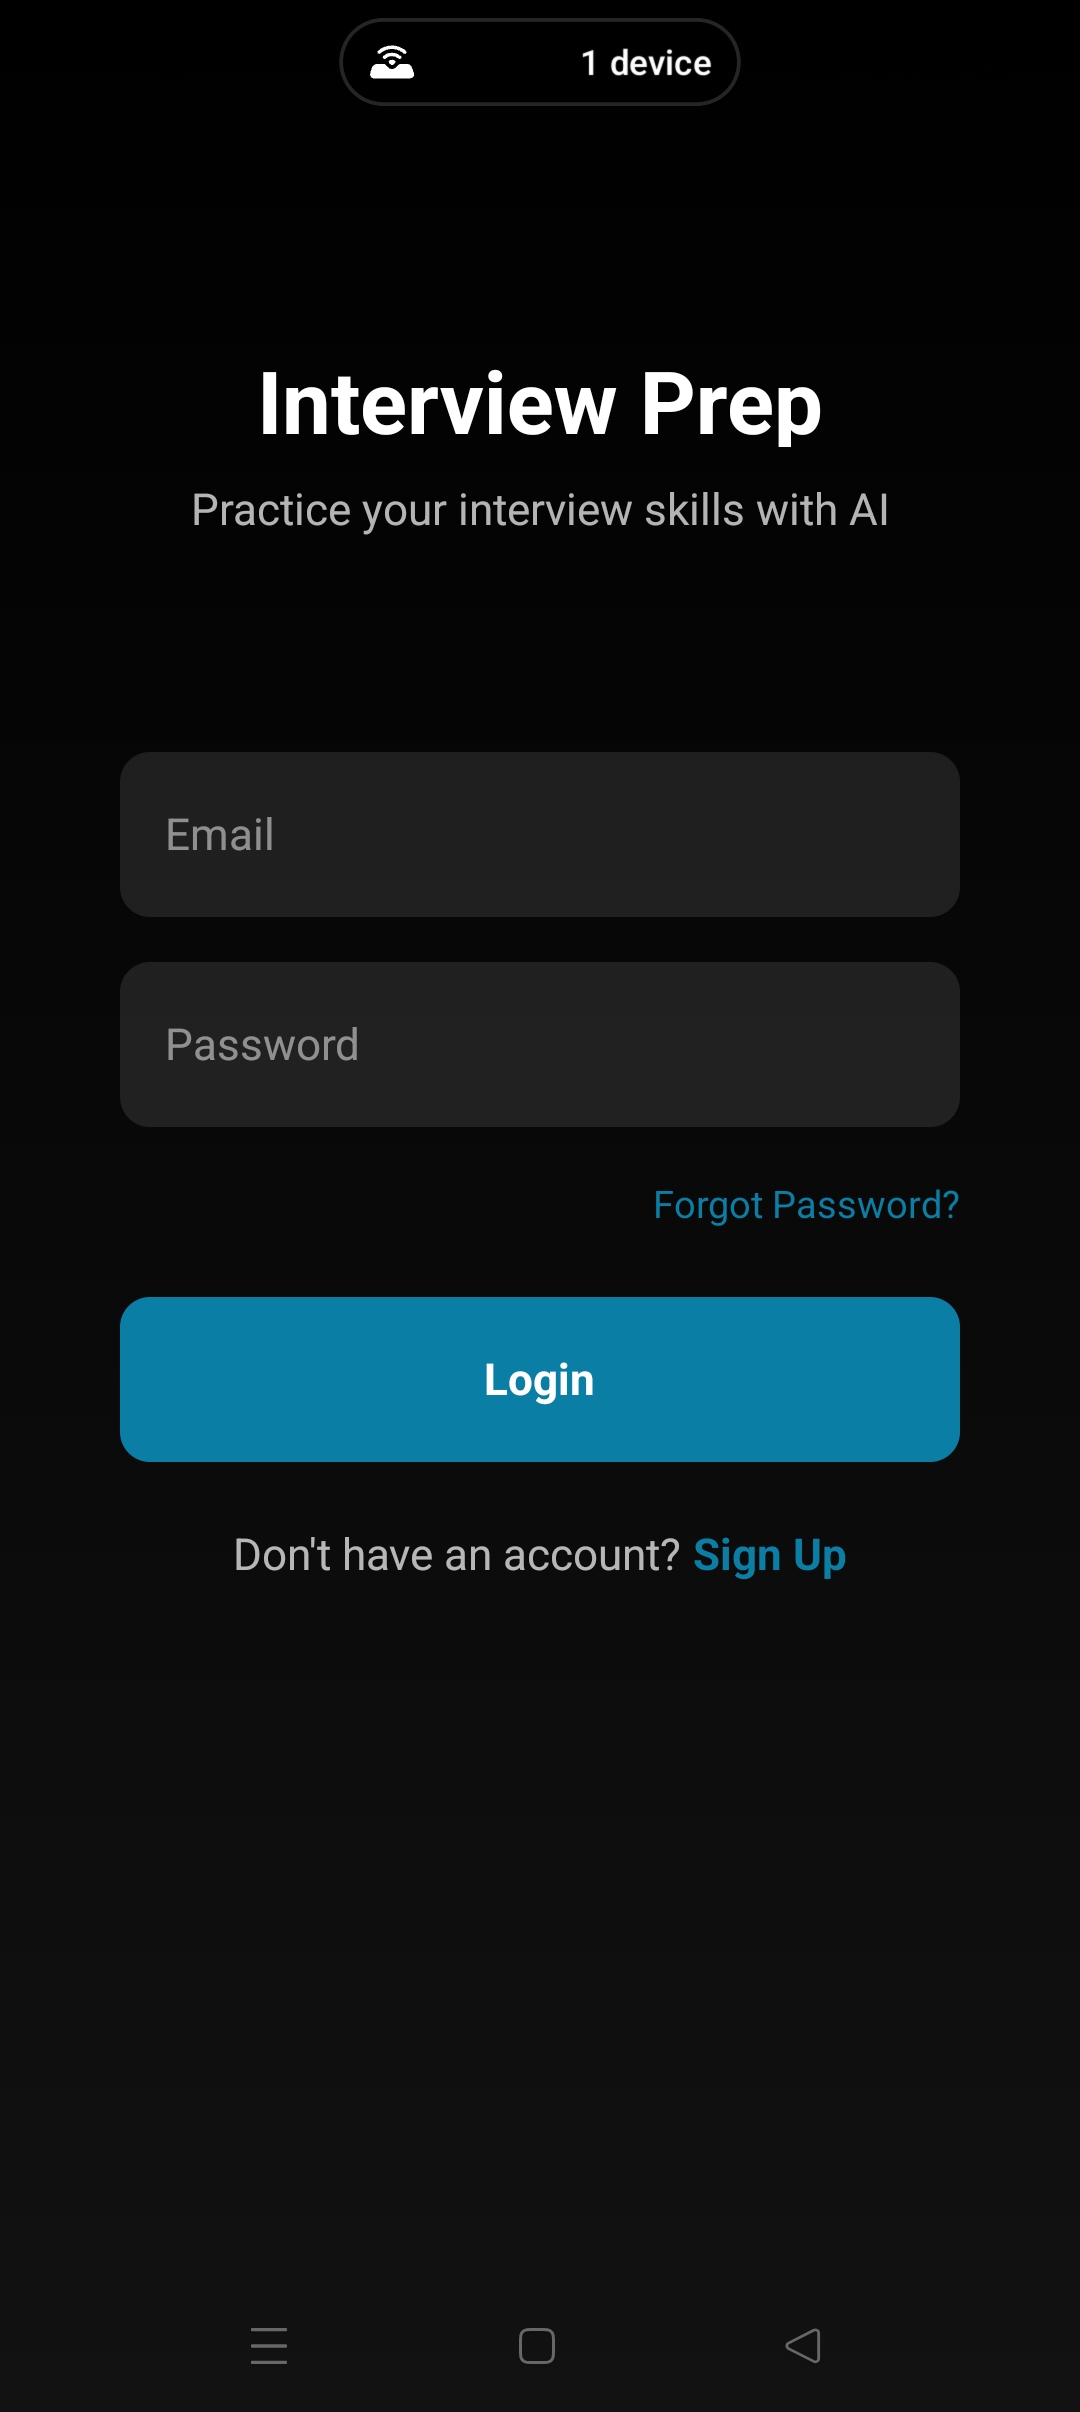 1 device
Interview Prep
Practice your interview skills with AI
Email
Password
Forgot Password?
Login
Don't have an account? Sign Up